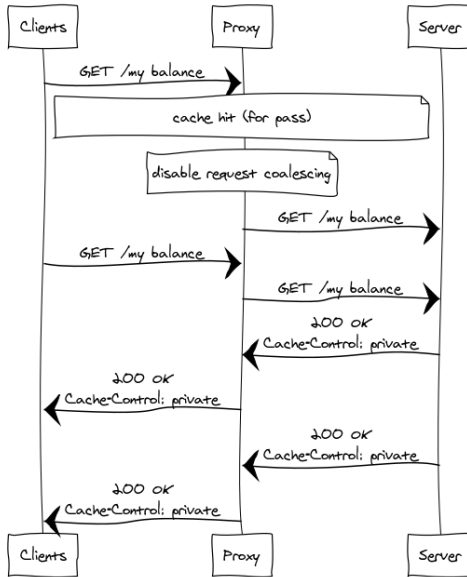 Clients
Proxy
Server
GET /my balance
cache hit (for pass)
disable request coalescing
GET /my balance
GET /my balance
GET /my balance
200 OK
Cache-Control: private
200 OK
Cache-Control: private
200 OK
Cache-Control: private
200 OK
Cache-Control: private
Clients
Proxy
Server